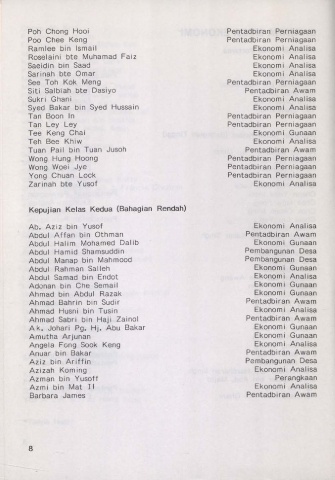 Poh Chong Hooi Pentadbiran Perniagaan
Poo Chee Keng Pentadbiran Perniagaan
Ramlee bin Ismail Ekonomi Analisa
Roselaini bte Muhamad Faiz Ekonomi Analisa
Saeidin bin Saad Ekonomi Analisa
Sarinah bte Omar Ekonomi Analisa
See Toh Kok Meng Pentadbiran Perniagaan
Siti Salbiah bte Dasiyo Pentadbiran Awam
Sukri Ghani Ekonomi Analisa
Syed Bakar bin Syed Hussain Ekonomi Analisa
Tan Boon In Pentadbiran Perniagaan
Tan Ley Ley Pentadbiran Perniagaan
Tee Keng Chai Ekonomi Gunaan
Teh Bee Khiw Ekonomi Analisa
Tuan Pail bin Tuan Jusoh Pentadbiran Awam
Wong Hung Hoong Pentadbiran Perniagaan
Wong Woei Jye Pentadbiran Perniagaan
Yong Chuan Lock Pentadbiran Perniagaan
Zarinah bte Yusof Ekonomi Analisa
Kepujian Kelas Kedua (Bahagian Rendah)
Ab. Aziz bin Yusof Ekonomi Analisa
Abdul Affan bin Othman Pentadbiran Awam
Abdul Halim Mohamed Dalib Ekonomi Gunaan
Abdul Hamid Shamsuddin Pembangunan Desa
Abdul Manap bin Mahmood Pembangunan Desa
Abdul Rahman Salleh Ekonomi Gunaan
Abdul Samad bin Endot Ekonomi Analisa
Adonan bin Che Semail Ekonomi Gunaan
Ahmad bin Abdul Razak Ekonomi Gunaan
Ahmad Bahrin bin Sudir Pentadbiran Awam
Ahmad Husni bin Tusin Ekonomi Analisa
Ahmad Sabri bin Haji Zainol Pentadbiran Awam
Ak. Johari Pg. Hj. Abu Bakar Ekonomi Gunaan
Amutha Arjunan Ekonomi Gunaan
Angela Fong Sook Keng Ekonomi Analisa
Anuar bin Bakar Pentadbiran Awam
Aziz bin Ariffin Pembangunan Desa
Azizah Koming Ekonomi Analisa
Azman bin Yusoff Perangkaan
Azmi bin Mat II Ekonomi Analisa
Barbara James Pentadbiran Awam
8